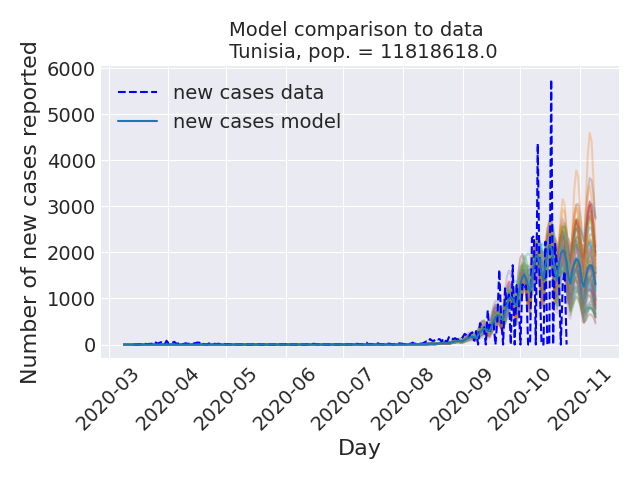 Model comparison to data
Tunisia, pop. = 11818618.0
Number of new cases reported
6000
5000
4000
3000
2000
1000
0
new cases data
new cases model
2020-03
2020-04
2020-05
2020-06
2020-07
2020-08
2020-09
2020-10
2020-11
Day